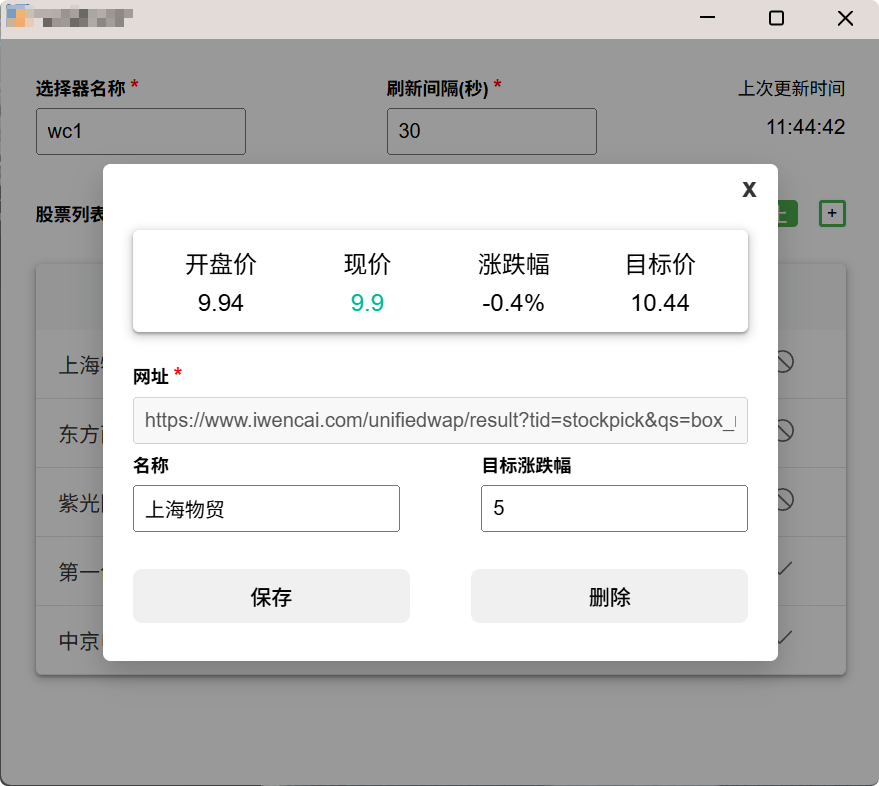 选择器名称 *
刷新间隔(秒) *
上次更新时间
wc1
30
11:44:42
股票列表
+
X
开盘价 现价 涨跌幅 目标价
9.94 9.9 -0.4% 10.44
网址 *
https://www.iwencai.com/unifiedwap/result?tid=stockpick&qs=box_
名称
目标涨跌幅
上海物贸
5
保存
删除
上海
东方
紫光
第一
中京